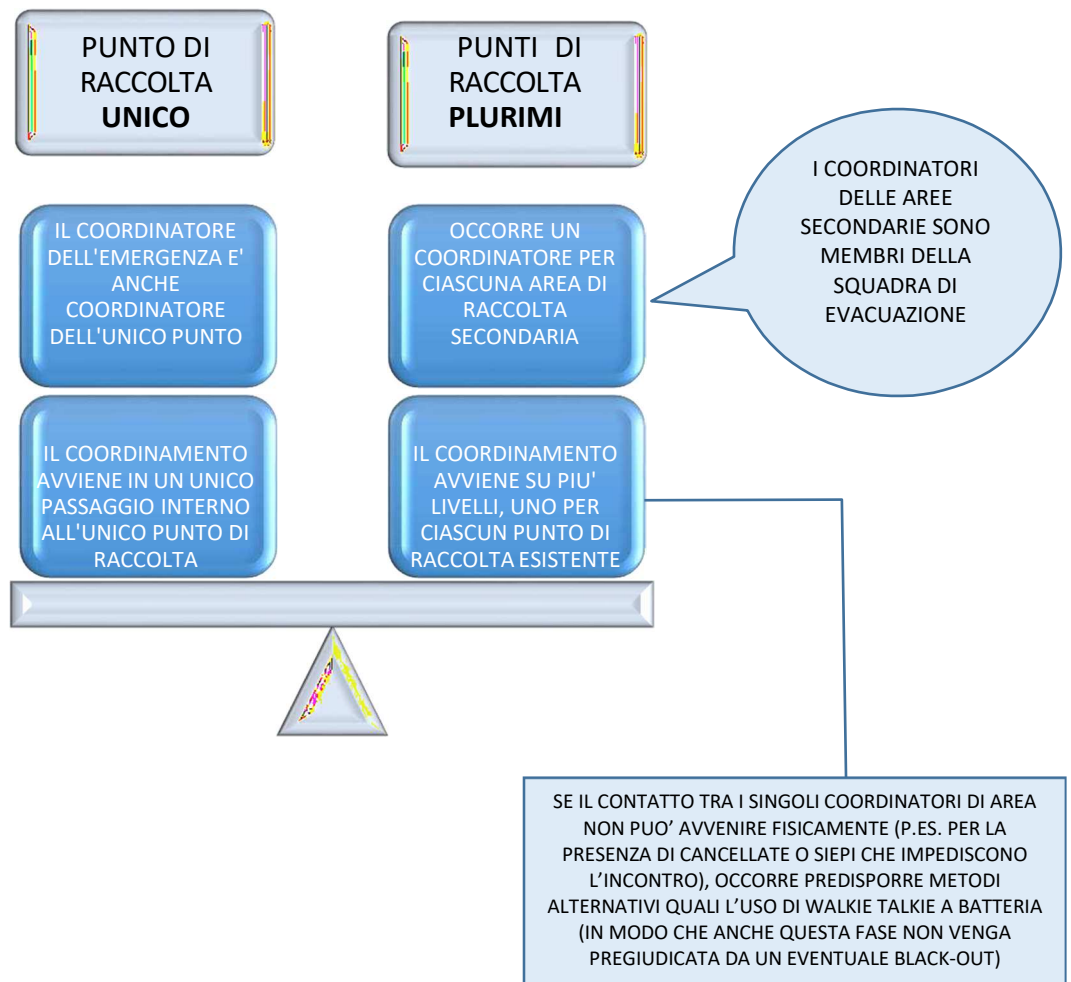 PUNTO DI
RACCOLTA
UNICO
PUNTI DI
RACCOLTA
PLURIMI
IL COORDINATORE
DELL'EMERGENZA E'
ANCHE
COORDINATORE
DELL'UNICO PUNTO
OCCORRE UN
COORDINATORE PER
CIASCUNA AREA DI
RACCOLTA
SECONDARIA
I COORDINATORI
DELLE AREE
SECONDARIE SONO
MEMBRI DELLA
SQUADRA DI
EVACUAZIONE
IL COORDINAMENTO
AVVIENE IN UN UNICO
PASSAGGIO INTERNO
ALL'UNICO PUNTO DI
RACCOLTA
IL COORDINAMENTO
AVVIENE SU PIU'
LIVELLI, UNO PER
CIASCUN PUNTO DI
RACCOLTA ESISTENTE
SE IL CONTATTO TRA I SINGOLI COORDINATORI DI AREA
NON PUO’ AVVENIRE FISICAMENTE (P.ES. PER LA
PRESENZA DI CANCELLATE O SIEPI CHE IMPEDISCONO
L’INCONTRO), OCCORRE PREDISPORRE METODI
ALTERNATIVI QUALI L’USO DI WALKIE TALKIE A BATTERIA
(IN MODO CHE ANCHE QUESTA FASE NON VENGA
PREGIUDICATA DA UN EVENTUALE BLACK-OUT)